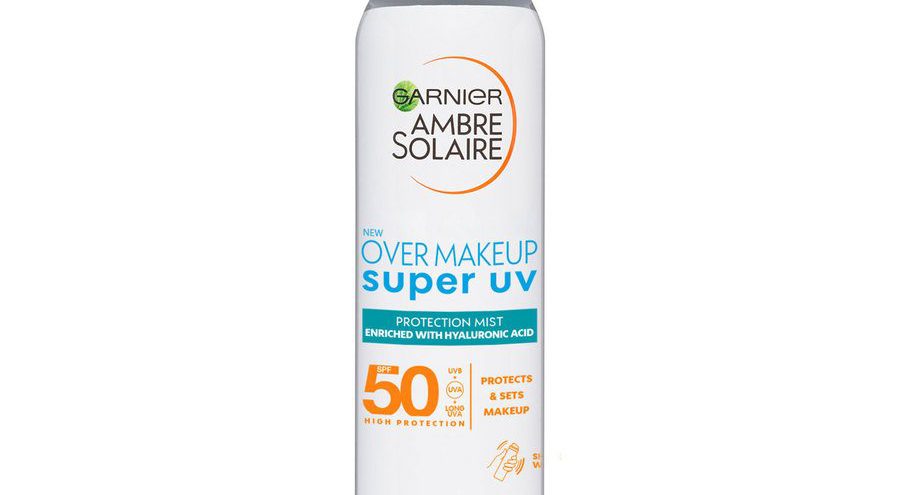 GARNIER
AMBRE
SOLAIRE
NEW
OVER MAKEUP
super uv
PROTECTION MIST
ENRICHED WITH HYALURONIC ACID
SPF
50
UVB
+
UVA
+
LONG
UVA
HIGH PROTECTION
PROTECTS
& SETS
MAKEUP